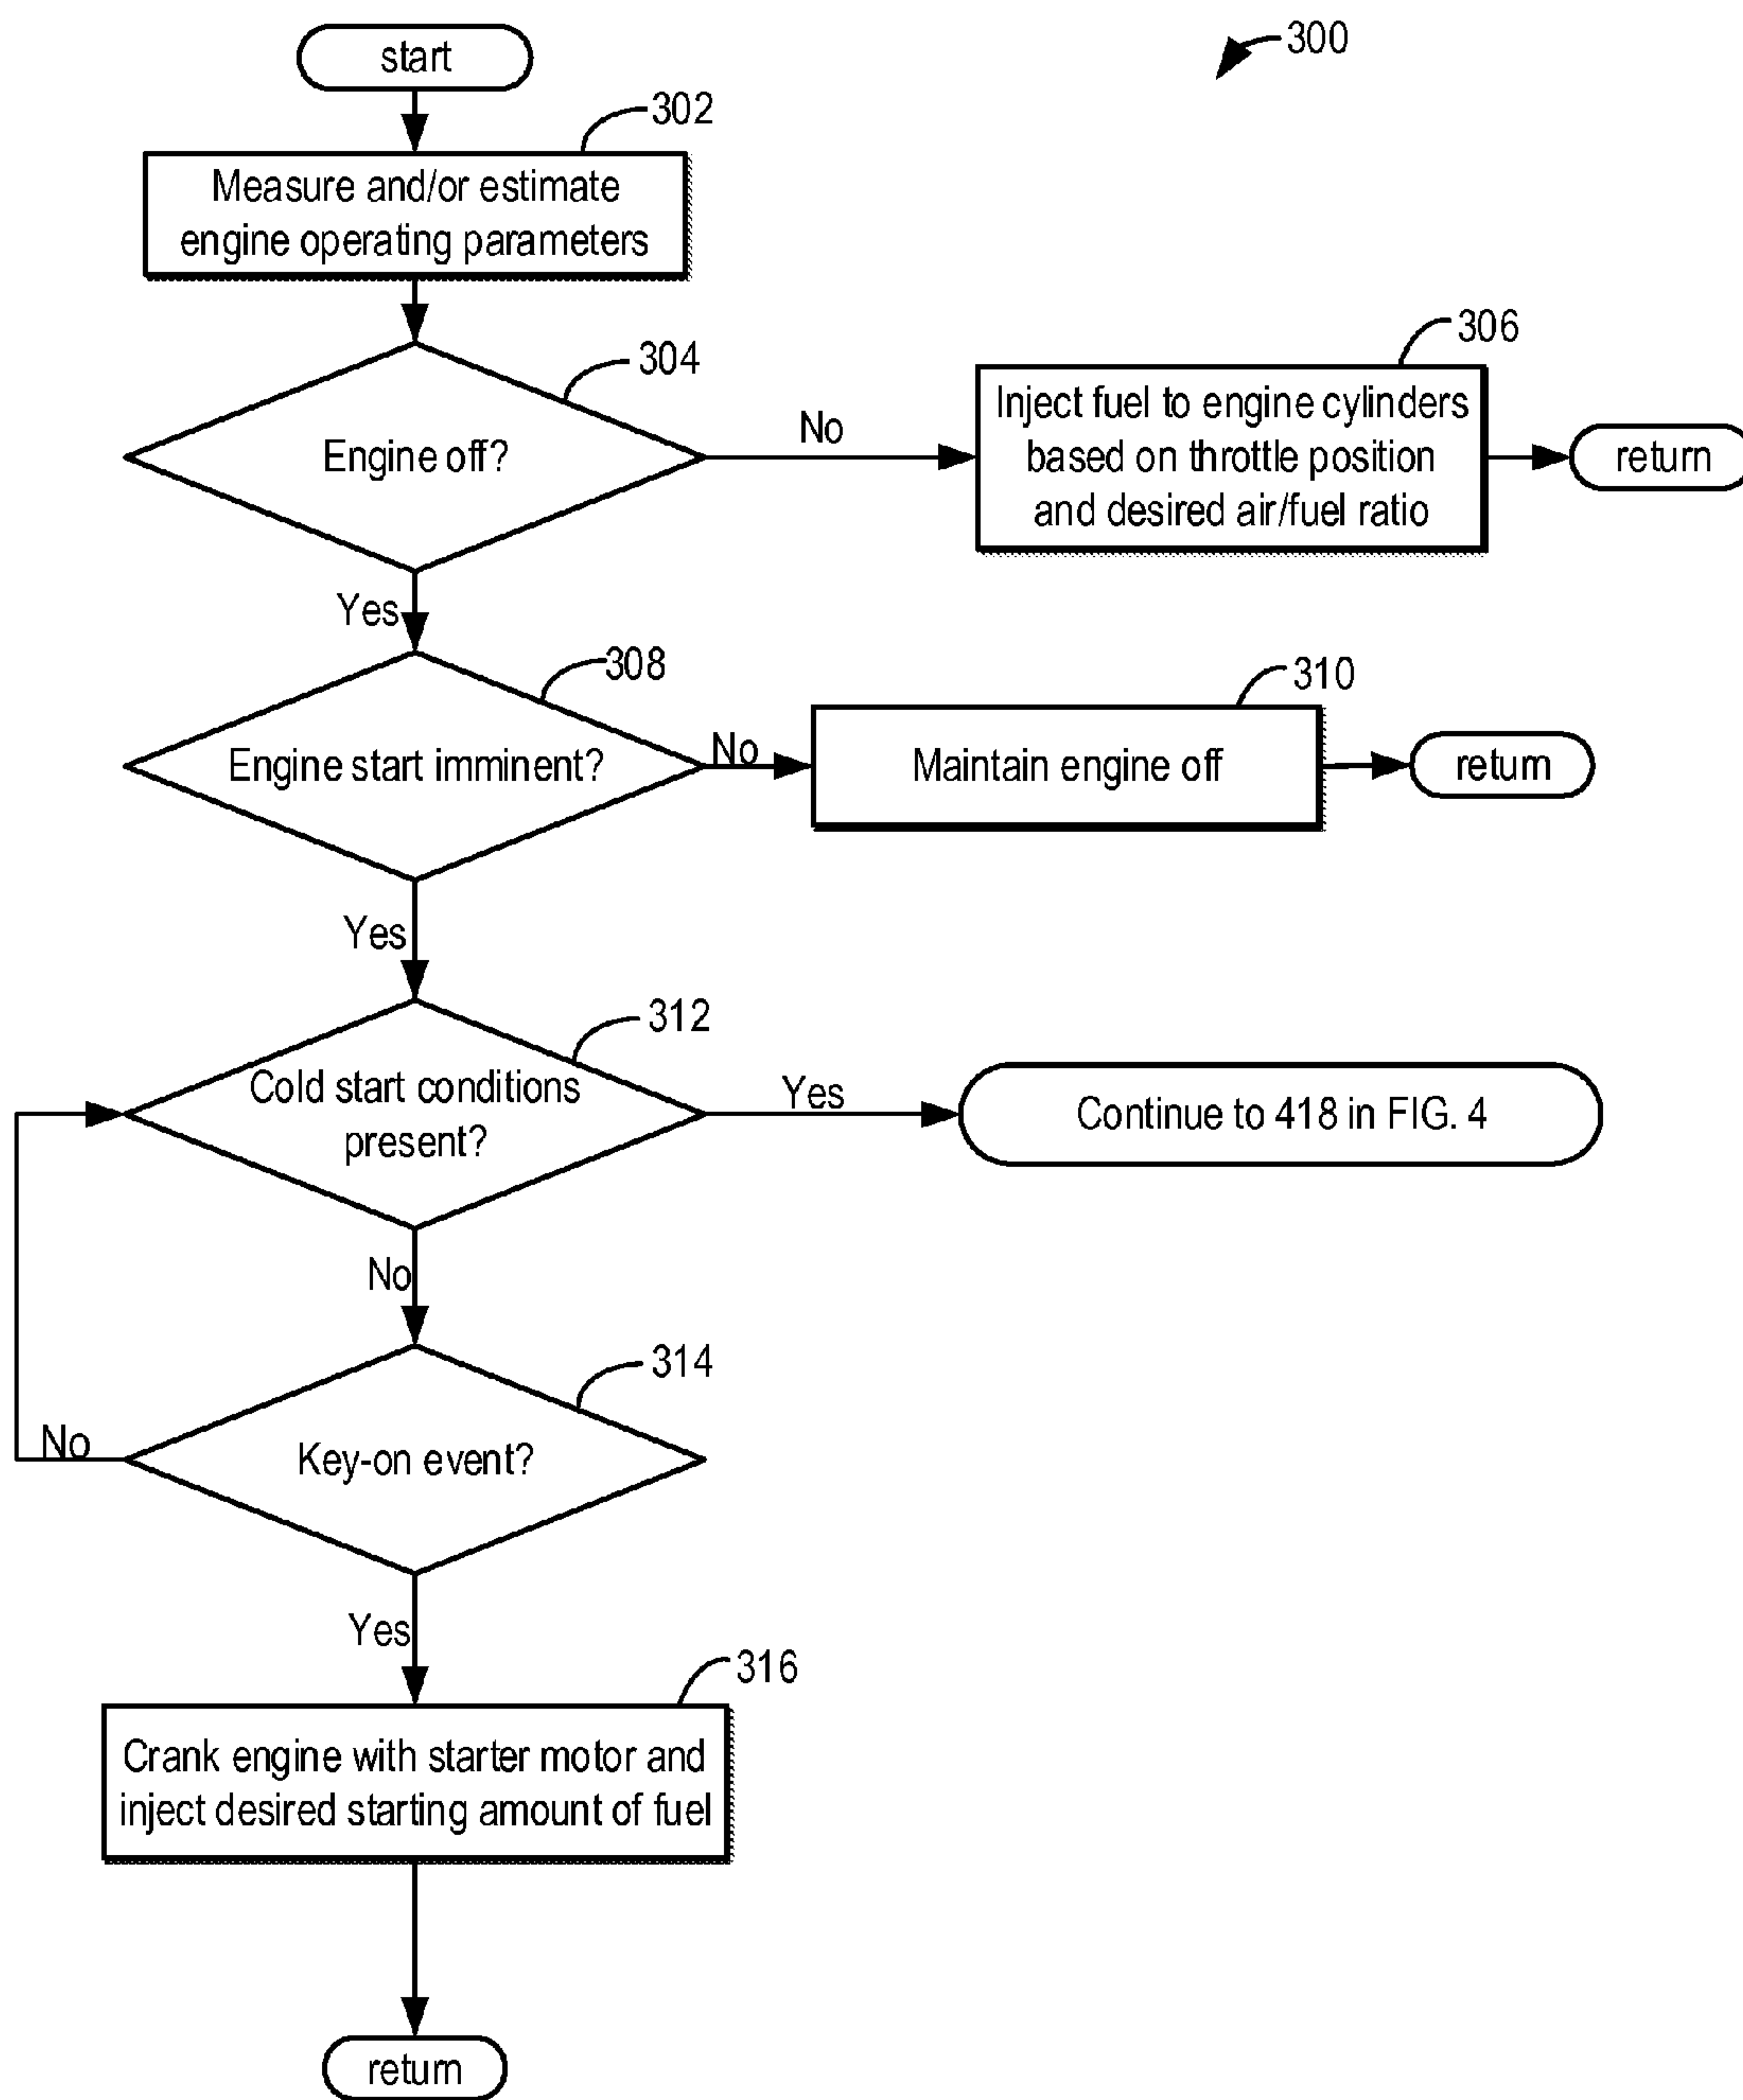 start
300
302
Measure and/or estimate
engine operating parameters
304
306
Engine off?
No
Inject fuel to engine cylinders
based on throttle position
and desired air/fuel ratio
return
Yes
308
310
Engine start imminent?
No
Maintain engine off
return
Yes
312
Cold start conditions
present?
Yes
Continue to 418 in FIG. 4
No
314
Key-on event?
No
Yes
316
Crank engine with starter motor and
inject desired starting amount of fuel
return